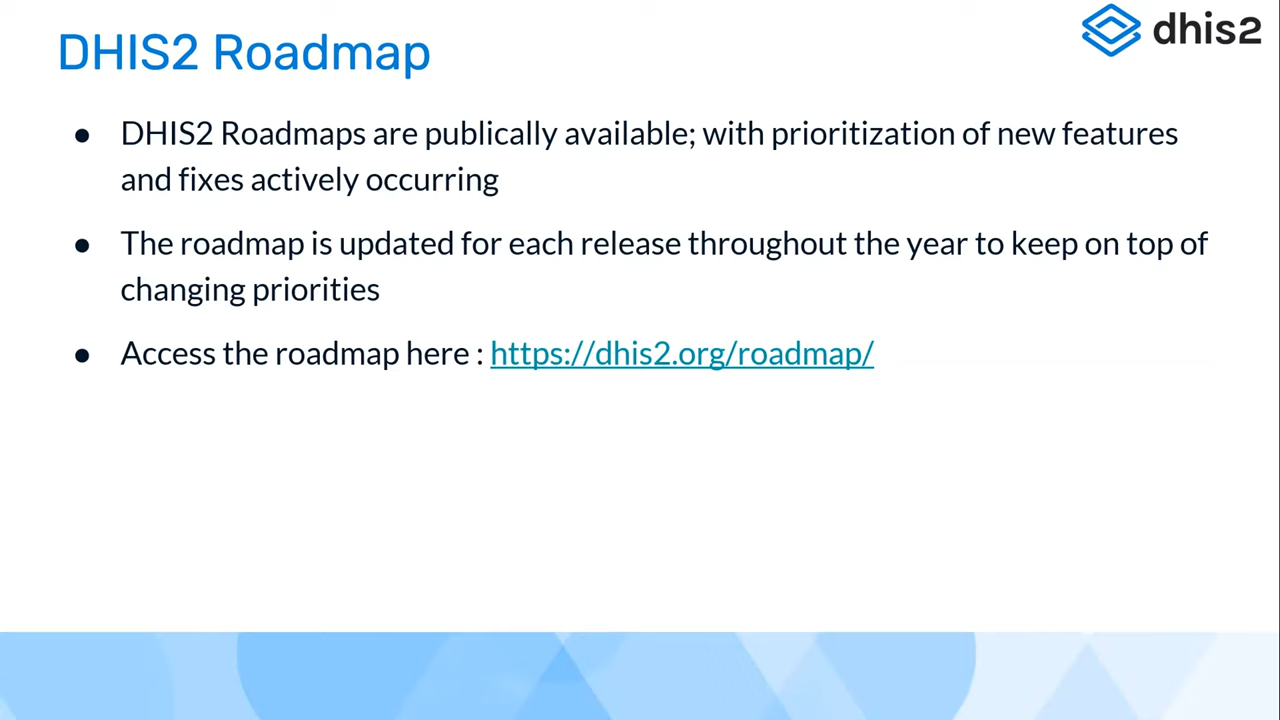 DHIS2 Roadmap
dhis2
● DHIS2 Roadmaps are publically available; with prioritization of new features
and fixes actively occurring
● The roadmap is updated for each release throughout the year to keep on top of
changing priorities
● Access the roadmap here : https://dhis2.org/roadmap/